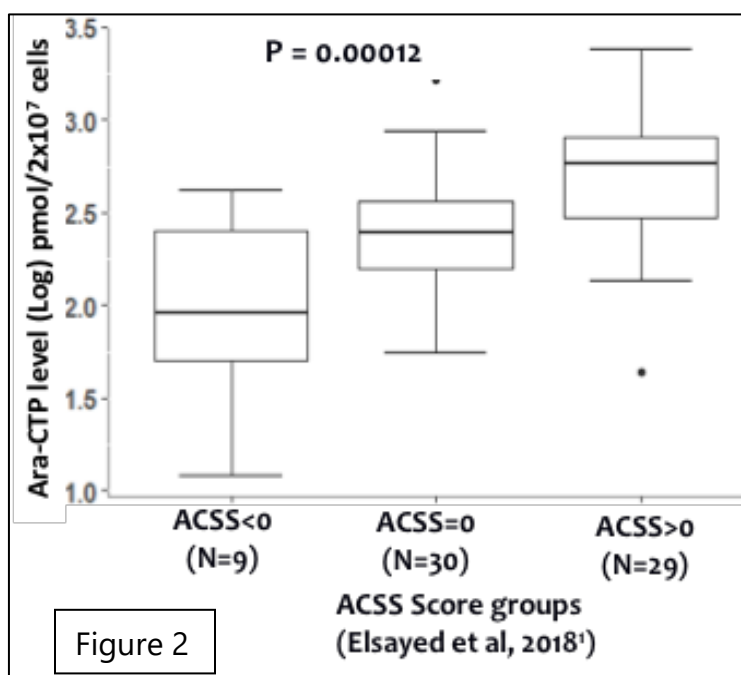 3.5
P = 0.00012
3.0
2.5
2.0
1.5
1.0
Ara-CTP level (Log) pmol/2x10⁷ cells
ACSS<0
(N=9)
ACSS=0
(N=30)
ACSS>0
(N=29)
ACSS Score groups
(Elsayed et al, 2018¹)
Figure 2